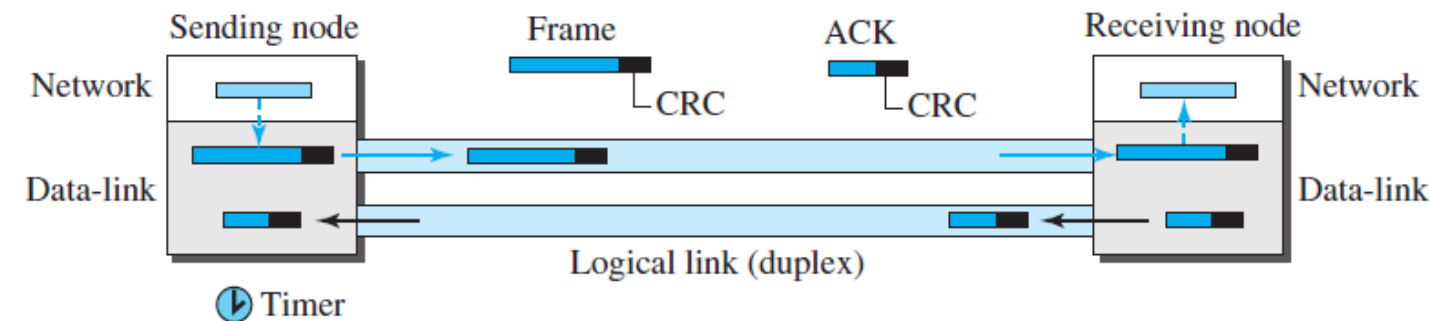 Sending node
Frame
ACK
Receiving node
Network
CRC
CRC
Network
Data-link
Data-link
Logical link (duplex)
Timer